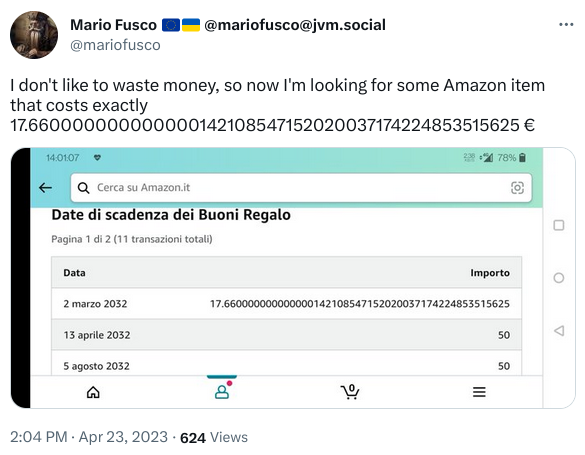 Mario Fusco 🇪🇺🇺🇦 @mariofusco@jvm.social
@mariofusco
I don't like to waste money, so now I'm looking for some Amazon item
that costs exactly
17.660000000000000142108547152020037174224853515625 €
14:01:07 78%
Cerca su Amazon.it
Date di scadenza dei Buoni Regalo
Pagina 1 di 2 (11 transazioni totali)
Data Importo
2 marzo 2032 17.660000000000000142108547152020037174224853515625
13 aprile 2032 50
5 agosto 2032 50
0
2:04 PM · Apr 23, 2023 · 624 Views